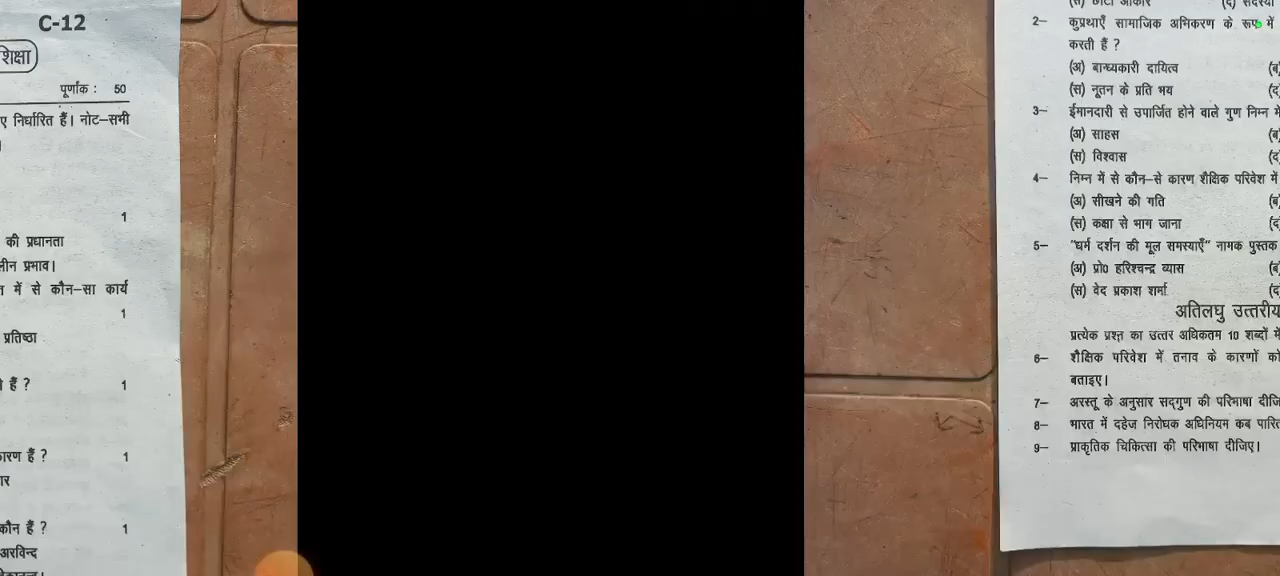 C-12
शिक्षा
पूर्णांक : 50
ए निर्धारित हैं। नोट–सभी
1
की प्रधानता
लीन प्रभाव।
में से कौन–सा कार्य
1
प्रतिष्ठा
हैं ? 1
कारण हैं ? 1
कौन हैं ? 1
अरविन्द
(स) छोटा आकार (द) सदस्यों
2– कुप्रथाएँ सामाजिक अभिकरण के रूप में
करती हैं ?
(अ) बान्ध्यकारी दायित्व (ब)
(स) नूतन के प्रति भय (द)
3– ईमानदारी से उपार्जित होने वाले गुण निम्न में
(अ) साहस (ब)
(स) विश्वास (द)
4– निम्न में से कौन–से कारण शैक्षिक परिवेश में
(अ) सीखने की गति (ब)
(स) कक्षा से भाग जाना (द)
5– "धर्म दर्शन की मूल समस्याएँ" नामक पुस्तक
(अ) प्रो0 हरिश्चन्द्र व्यास (ब)
(स) वेद प्रकाश शर्मा (द)
अतिलघु उत्तरीय
प्रत्येक प्रश्न का उत्तर अधिकतम 10 शब्दों में
6– शैक्षिक परिवेश में तनाव के कारणों को
बताइए।
7– अरस्तू के अनुसार सद्‌गुण की परिभाषा दीजि
8– भारत में दहेज निरोधक अधिनियम कब पारित
9– प्राकृतिक चिकित्सा की परिभाषा दीजिए।